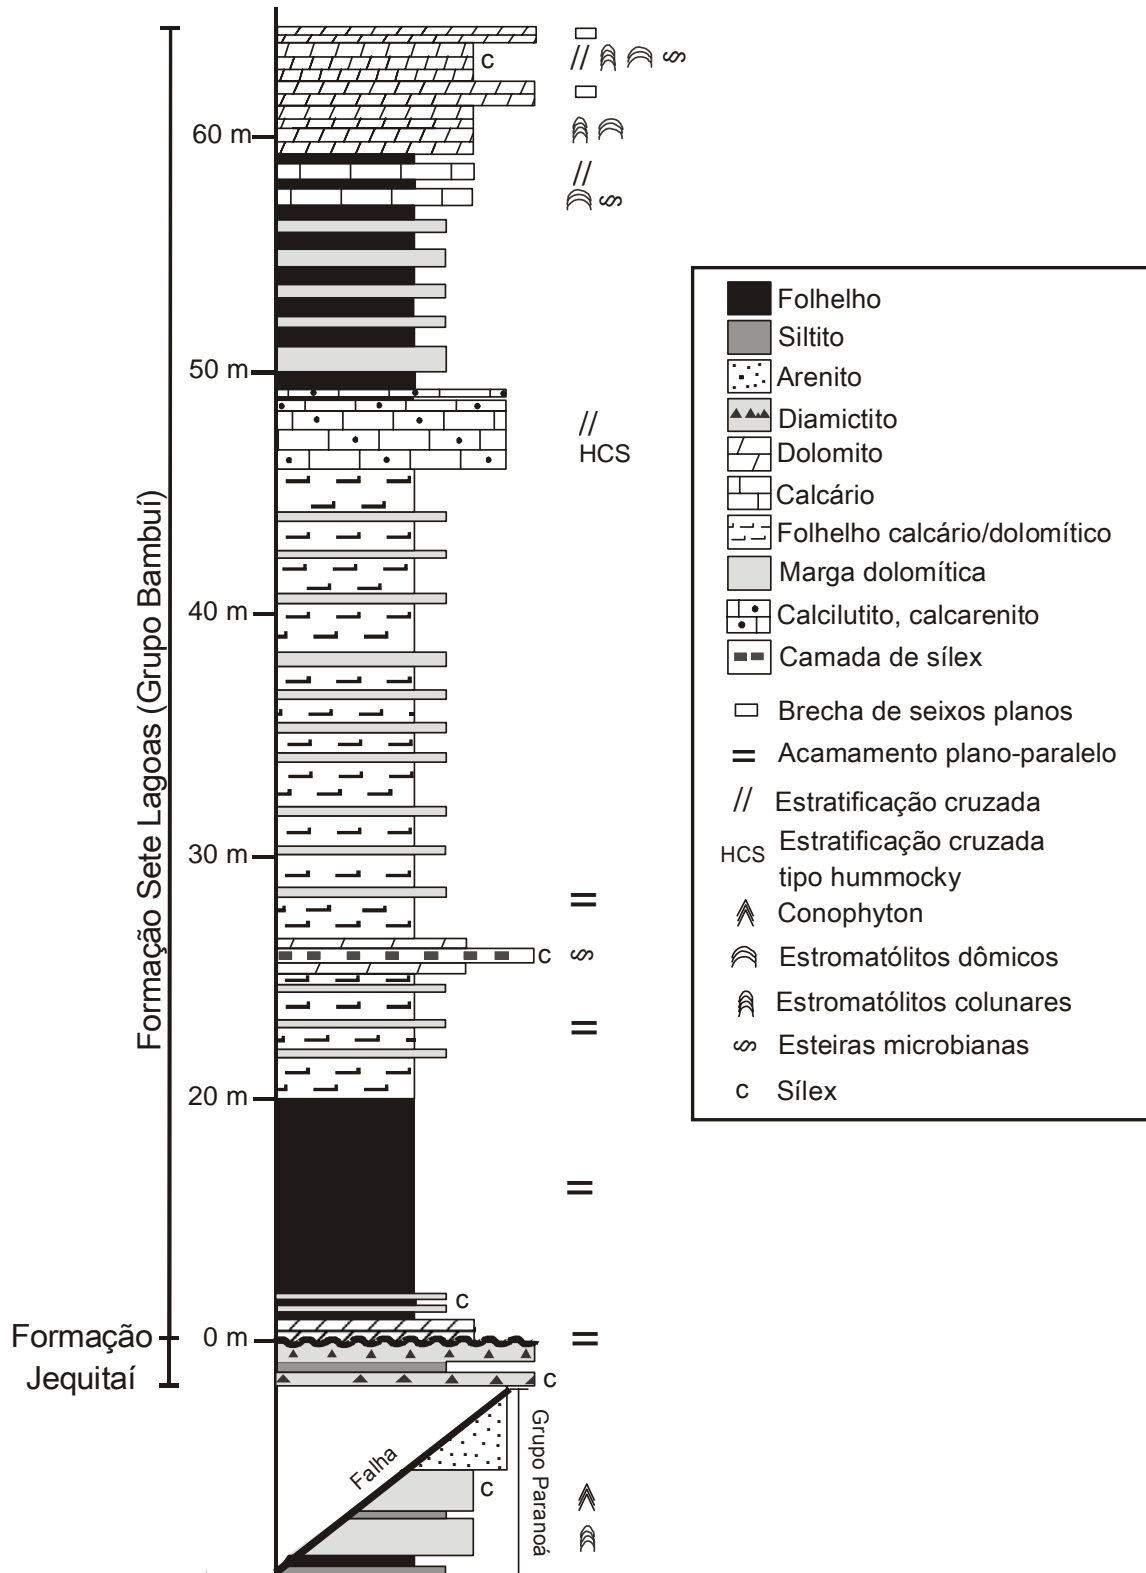 60 m
50 m
40 m
30 m
20 m
0 m
Formação Sete Lagoas (Grupo Bambuí)
Formação
Jequitaí
c
//
//
//
HCS
c
=
=
=
=
c
c
Falha
Grupo Paranoá
c
Folhelho
Siltito
Arenito
Diamictito
Dolomito
Calcário
Folhelho calcário/dolomítico
Marga dolomítica
Calcilutito, calcarenito
Camada de sílex
Brecha de seixos planos
= Acamamento plano-paralelo
// Estratificação cruzada
HCS Estratificação cruzada
tipo hummocky
Conophyton
Estromatólitos dômicos
Estromatólitos colunares
Esteiras microbianas
c Sílex